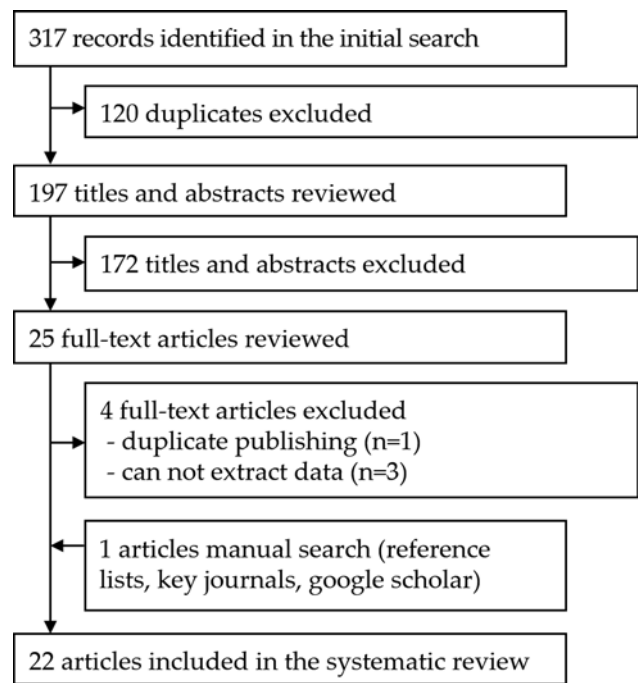 317 records identified in the initial search
120 duplicates excluded
197 titles and abstracts reviewed
172 titles and abstracts excluded
25 full-text articles reviewed
4 full-text articles excluded
- duplicate publishing (n=1)
- can not extract data (n=3)
1 articles manual search (reference
lists, key journals, google scholar)
22 articles included in the systematic review